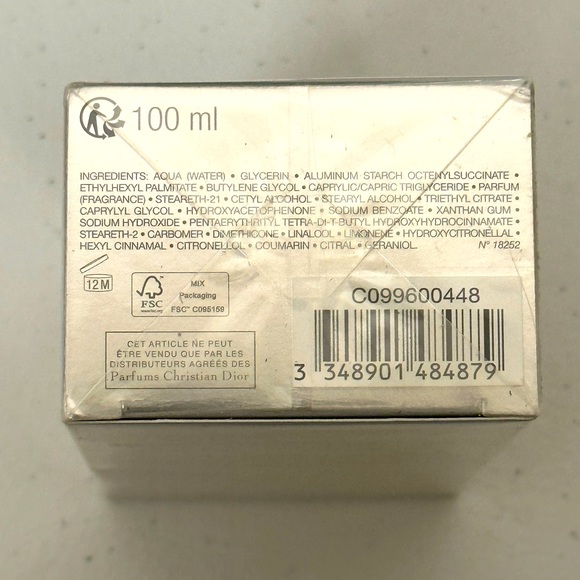 100 ml
INGREDIENTS: AQUA (WATER) • GLYCERIN • ALUMINUM STARCH OCTENYLSUCCINATE •
ETHYLHEXYL PALMITATE • BUTYLENE GLYCOL • CAPRYLIC/CAPRIC TRIGLYCERIDE • PARFUM
(FRAGRANCE) • STEARETH-21 • CETYL ALCOHOL • STEARYL ALCOHOL • TRIETHYL CITRATE •
CAPRYLYL GLYCOL • HYDROXYACETOPHENONE • SODIUM BENZOATE • XANTHAN GUM •
SODIUM HYDROXIDE • PENTAERYTHRITYL TETRA-DI-T-BUTYL HYDROXYHYDROCINNAMATE •
STEARETH-2 • CARBOMER • DIMETHICONE • LINALOOL • LIMONENE • HYDROXYCITRONELLAL •
HEXYL CINNAMAL • CITRONELLOL • COUMARIN • CITRAL • GERANIOL. N° 18252
12 M
FSC
www.fsc.org
MIX
Packaging
FSC™ C095159
CET ARTICLE NE PEUT
ÊTRE VENDU QUE PAR LES
DISTRIBUTEURS AGRÉÉS DES
Parfums Christian Dior
C099600448
3 348901 484879